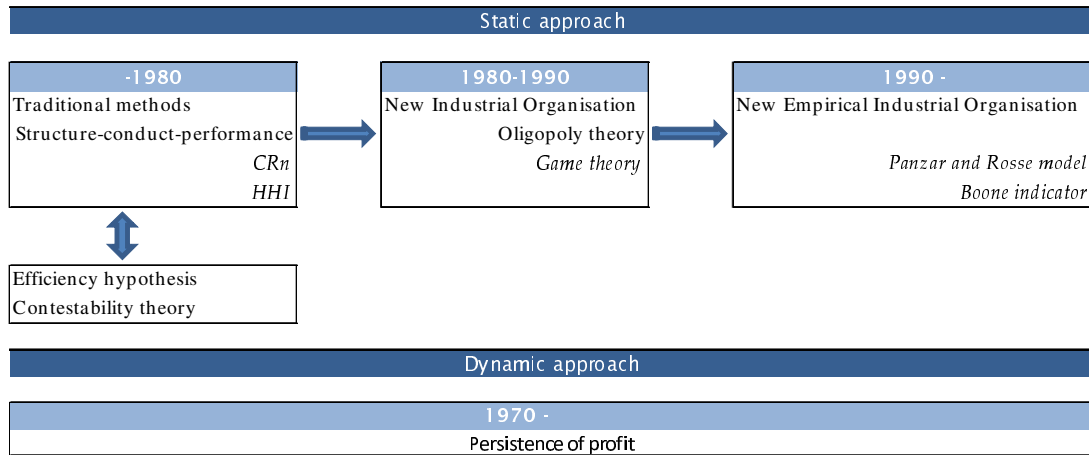 Static approach
-1980
Traditional methods
Structure-conduct-performance
CRn
HHI
1980-1990
New Industrial Organisation
Oligopoly theory
Game theory
1990 -
New Empirical Industrial Organisation
Panzar and Rosse model
Boone indicator
Efficiency hypothesis
Contestability theory
Dynamic approach
1970 -
Persistence of profit